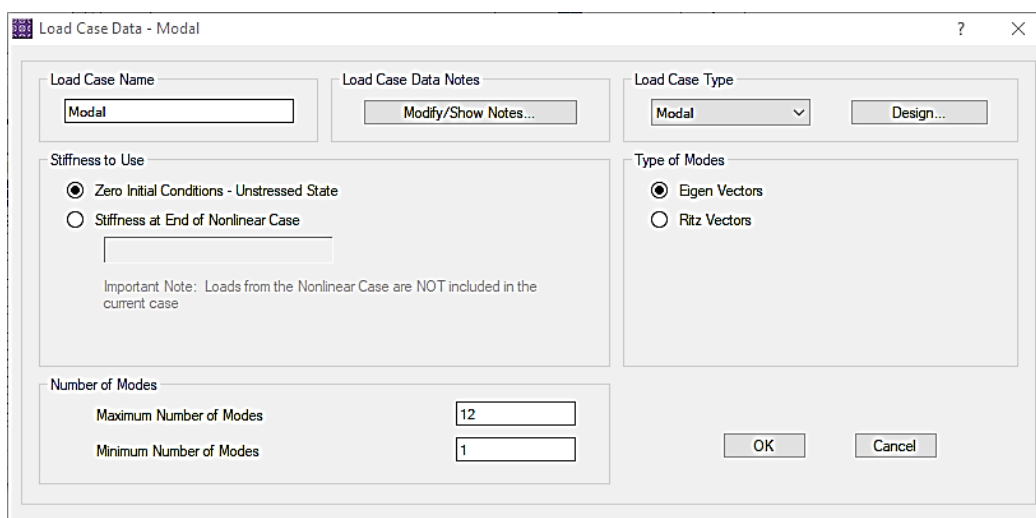 Load Case Data - Modal
?
Load Case Name
Modal
Load Case Data Notes
Modify/Show Notes...
Load Case Type
Modal
Design...
Stiffness to Use
Zero Initial Conditions - Unstressed State
Stiffness at End of Nonlinear Case
Important Note: Loads from the Nonlinear Case are NOT included in the
current case
Type of Modes
Eigen Vectors
Ritz Vectors
Number of Modes
Maximum Number of Modes
12
Minimum Number of Modes
1
OK
Cancel